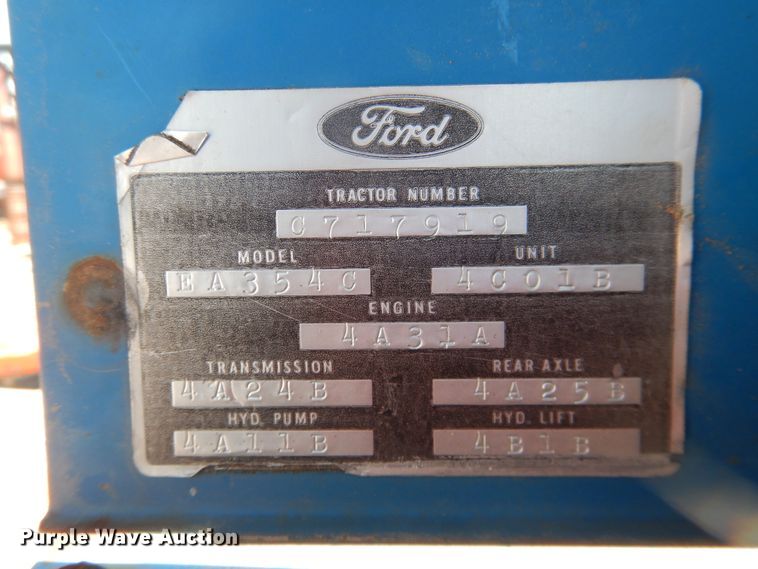 Ford
TRACTOR NUMBER
C717919
MODEL UNIT
EA354C 4C01B
ENGINE
4A31A
TRANSMISSION REAR AXLE
4A24B 4A25B
HYD. PUMP HYD. LIFT
4A11B 4B1B
Purple Wave Auction